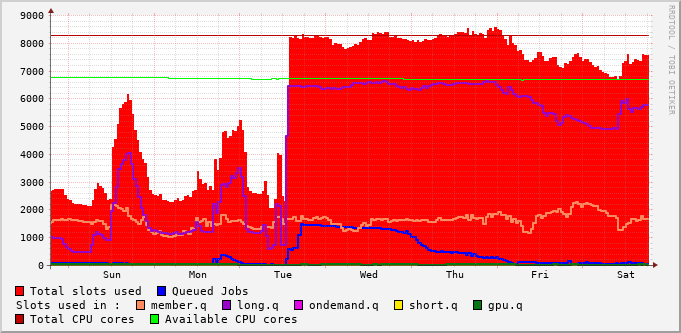 RRDTOOL / TOBI OETIKER
9000
8000
7000
6000
5000
4000
3000
2000
1000
0
Sun Mon Tue Wed Thu Fri Sat
Total slots used Queued Jobs
Slots used in : member.q long.q ondemand.q short.q gpu.q
Total CPU cores Available CPU cores